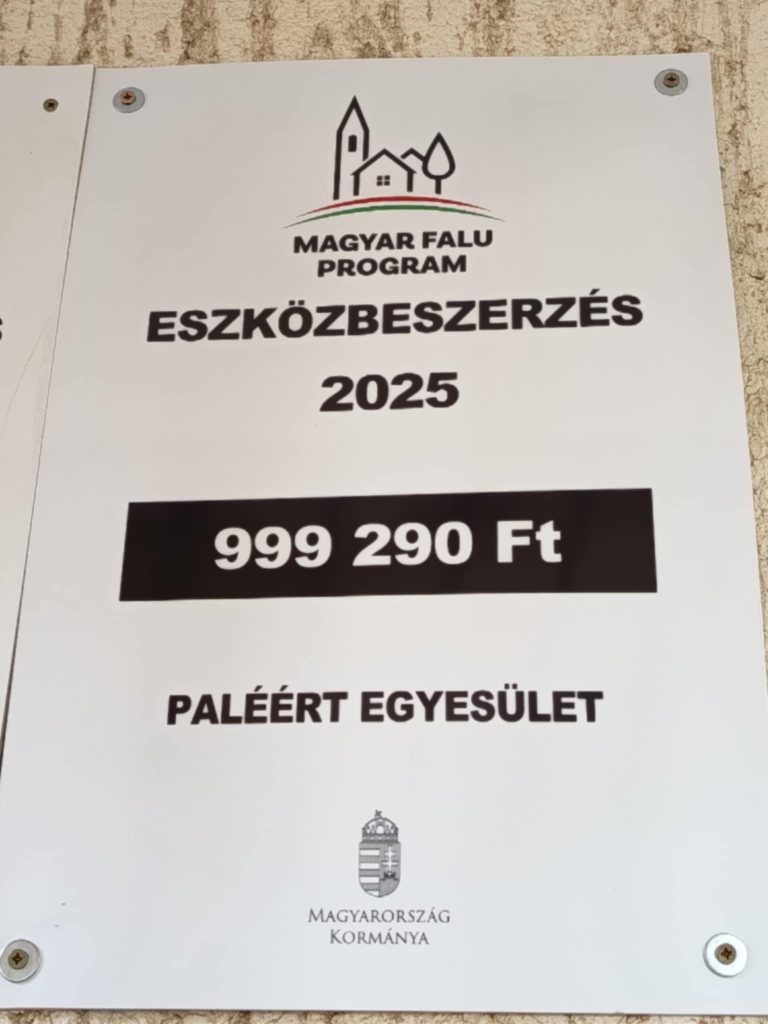 MAGYAR FALU
PROGRAM
ESZKÖZBESZERZÉS
2025
999 290 Ft
PALÉÉRT EGYESÜLET
MAGYARORSZÁG
KORMÁNYA